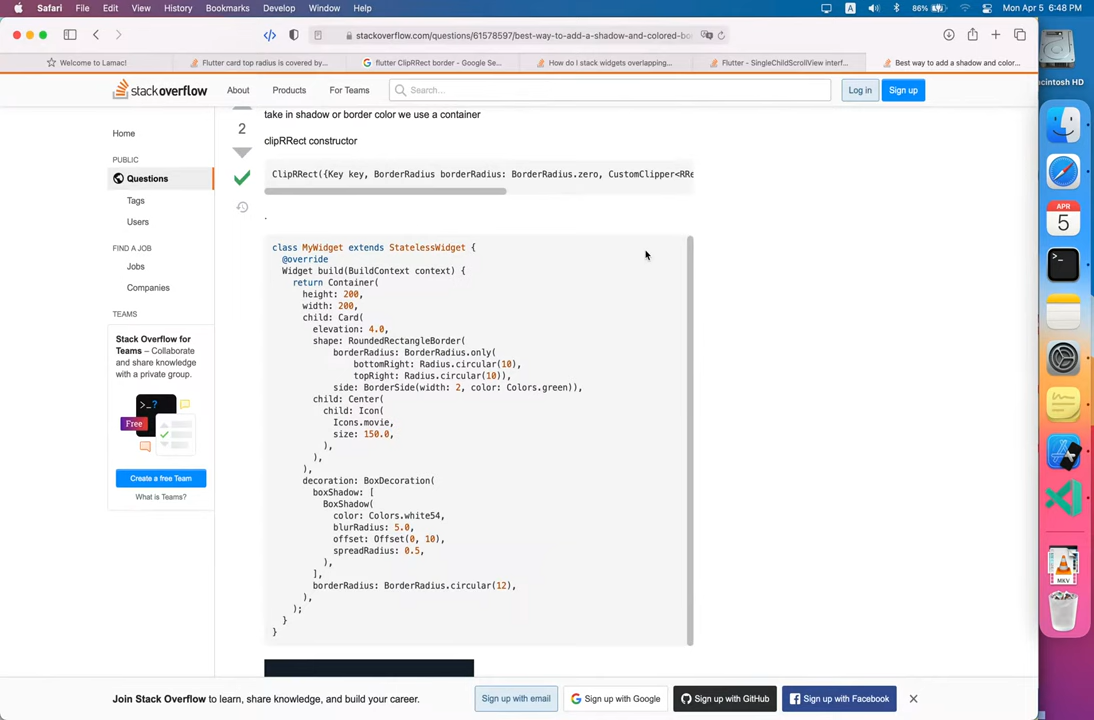 Safari File Edit View History Bookmarks Develop Window Help
A 86% Mon Apr 5 6:48 PM
stackoverflow.com/questions/61578597/best-way-to-add-a-shadow-and-colored-bo
Welcome to Lamac!
Flutter card top radius is covered by...
flutter ClipRRect border - Google Se...
How do I stack widgets overlapping...
Flutter - SingleChildScrollView interf...
Best way to add a shadow and color...
stackoverflow
About Products For Teams
Search...
Log in Sign up
Home
PUBLIC
Questions
Tags
Users
FIND A JOB
Jobs
Companies
TEAMS
Stack Overflow for
Teams – Collaborate
and share knowledge
with a private group.
>_?
Free
Create a free Team
What is Teams?
2
take in shadow or border color we use a container
clipRRect constructor
ClipRRect({Key key, BorderRadius borderRadius: BorderRadius.zero, CustomClipper<RRe
.
class MyWidget extends StatelessWidget {
@override
Widget build(BuildContext context) {
return Container(
height: 200,
width: 200,
child: Card(
elevation: 4.0,
shape: RoundedRectangleBorder(
borderRadius: BorderRadius.only(
bottomRight: Radius.circular(10),
topRight: Radius.circular(10)),
side: BorderSide(width: 2, color: Colors.green)),
child: Center(
child: Icon(
Icons.movie,
size: 150.0,
),
),
),
decoration: BoxDecoration(
boxShadow: [
BoxShadow(
color: Colors.white54,
blurRadius: 5.0,
offset: Offset(0, 10),
spreadRadius: 0.5,
),
],
borderRadius: BorderRadius.circular(12),
),
);
}
}
Join Stack Overflow to learn, share knowledge, and build your career.
Sign up with email
Sign up with Google
Sign up with GitHub
Sign up with Facebook
acintosh HD
APR
5
>_
MKV